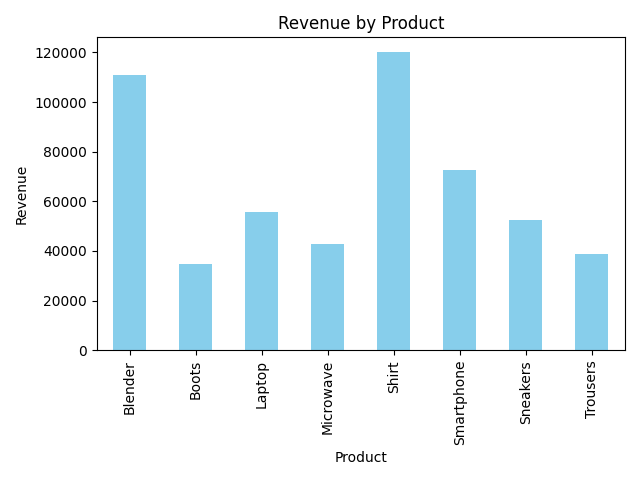 Revenue by Product
Revenue
120000
100000
80000
60000
40000
20000
0
Blender
Boots
Laptop
Microwave
Shirt
Smartphone
Sneakers
Trousers
Product